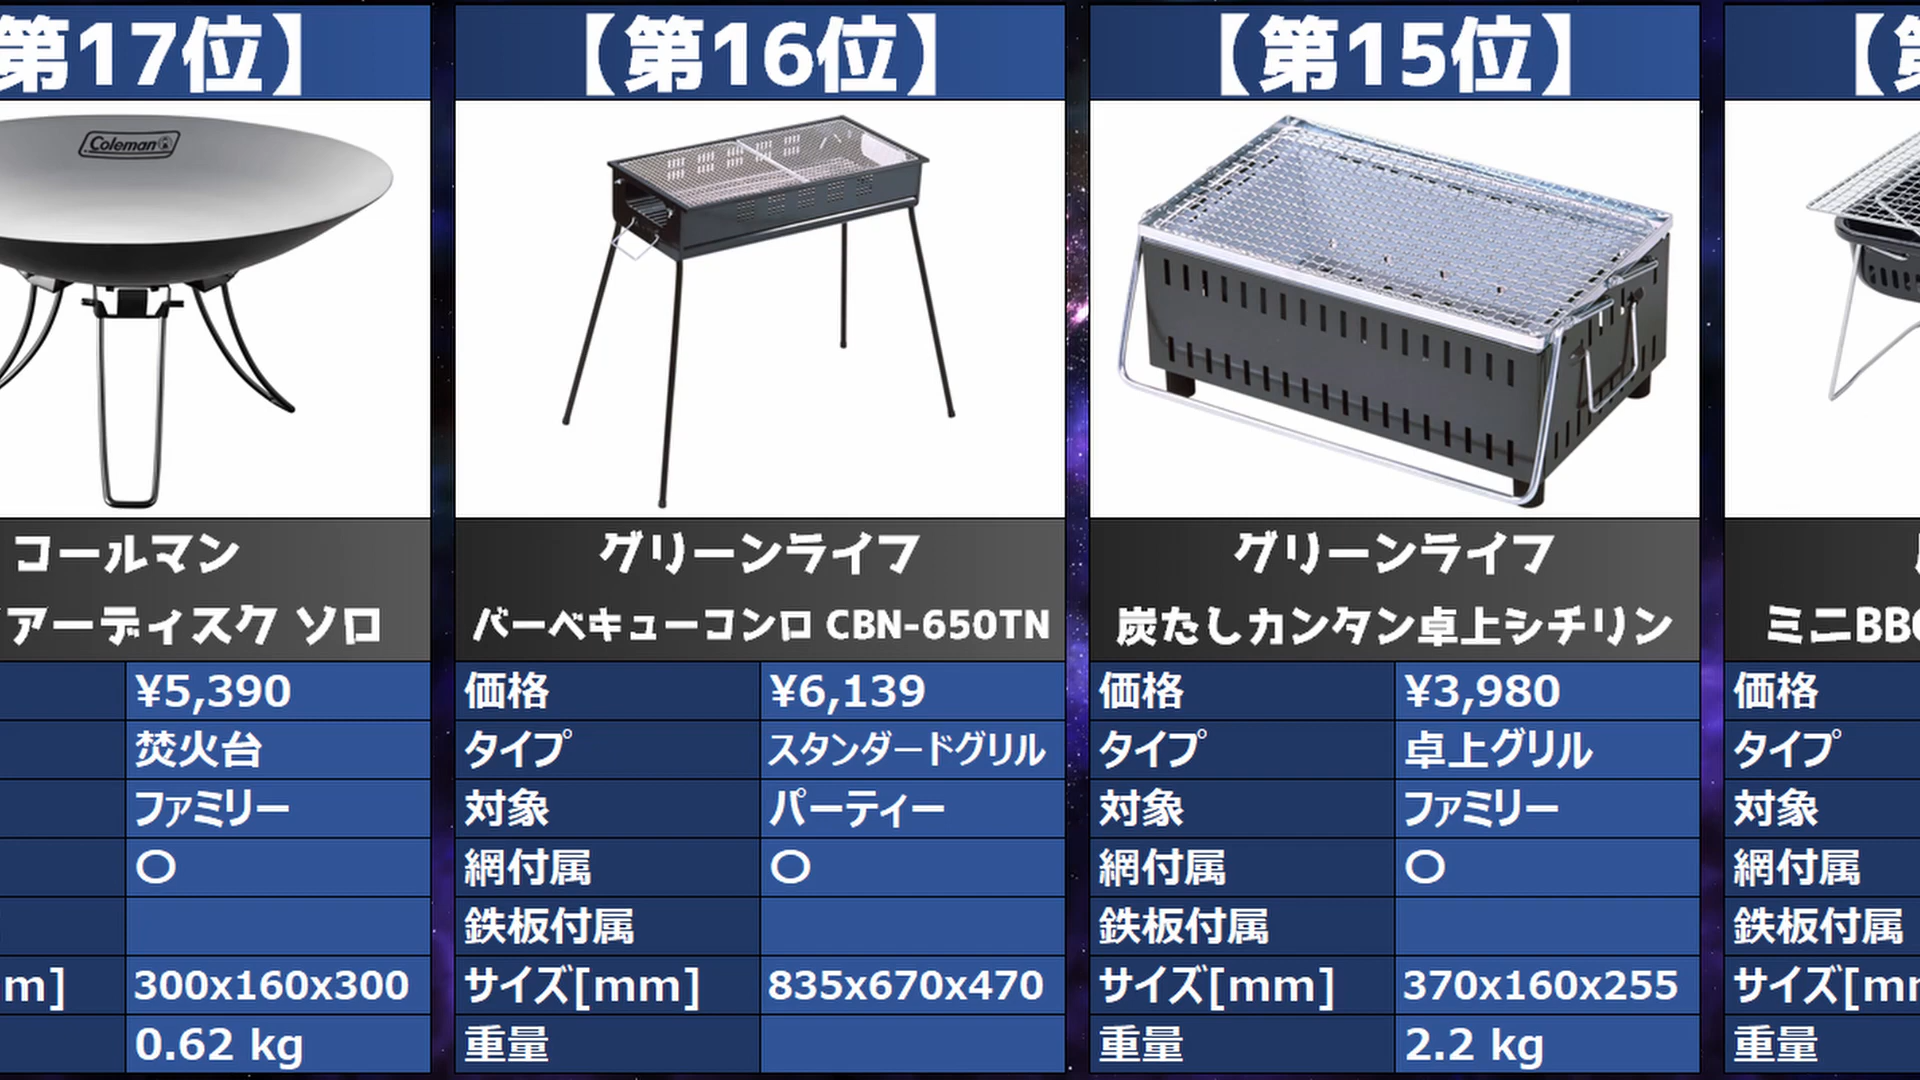 第17位】
Coleman
コールマン
アーディスク ソロ
¥5,390
焚火台
ファミリー
〇
m]
300x160x300
0.62 kg
【第16位】
グリーンライフ
バーベキューコンロ CBN-650TN
価格 ¥6,139
タイプ スタンダードグリル
対象 パーティー
網付属 〇
鉄板付属
サイズ[mm] 835x670x470
重量
【第15位】
グリーンライフ
炭たしカンタン卓上シチリン
価格 ¥3,980
タイプ 卓上グリル
対象 ファミリー
網付属 〇
鉄板付属
サイズ[mm] 370x160x255
重量 2.2 kg
【第
ミニBB
価格
タイプ
対象
網付属
鉄板付属
サイズ[m
重量